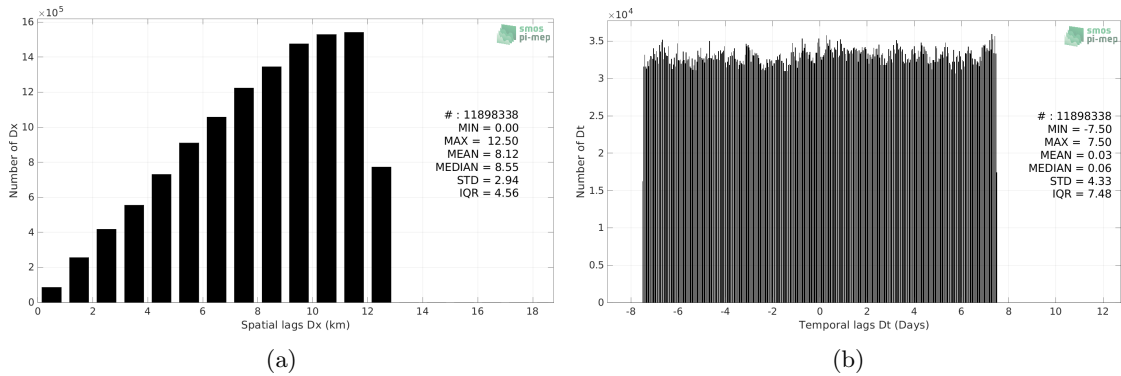 ×10⁵
16
14
12
10
8
6
4
2
0
Number of Dx
0 2 4 6 8 10 12 14 16 18
Spatial lags Dx (km)
smos
pi-mep
# : 11898338
MIN = 0.00
MAX = 12.50
MEAN = 8.12
MEDIAN = 8.55
STD = 2.94
IQR = 4.56
(a)
×10⁴
3.5
3
2.5
2
1.5
1
0.5
0
Number of Dt
-8 -6 -4 -2 0 2 4 6 8 10 12
Temporal lags Dt (Days)
smos
pi-mep
# : 11898338
MIN = -7.50
MAX = 7.50
MEAN = 0.03
MEDIAN = 0.06
STD = 4.33
IQR = 7.48
(b)